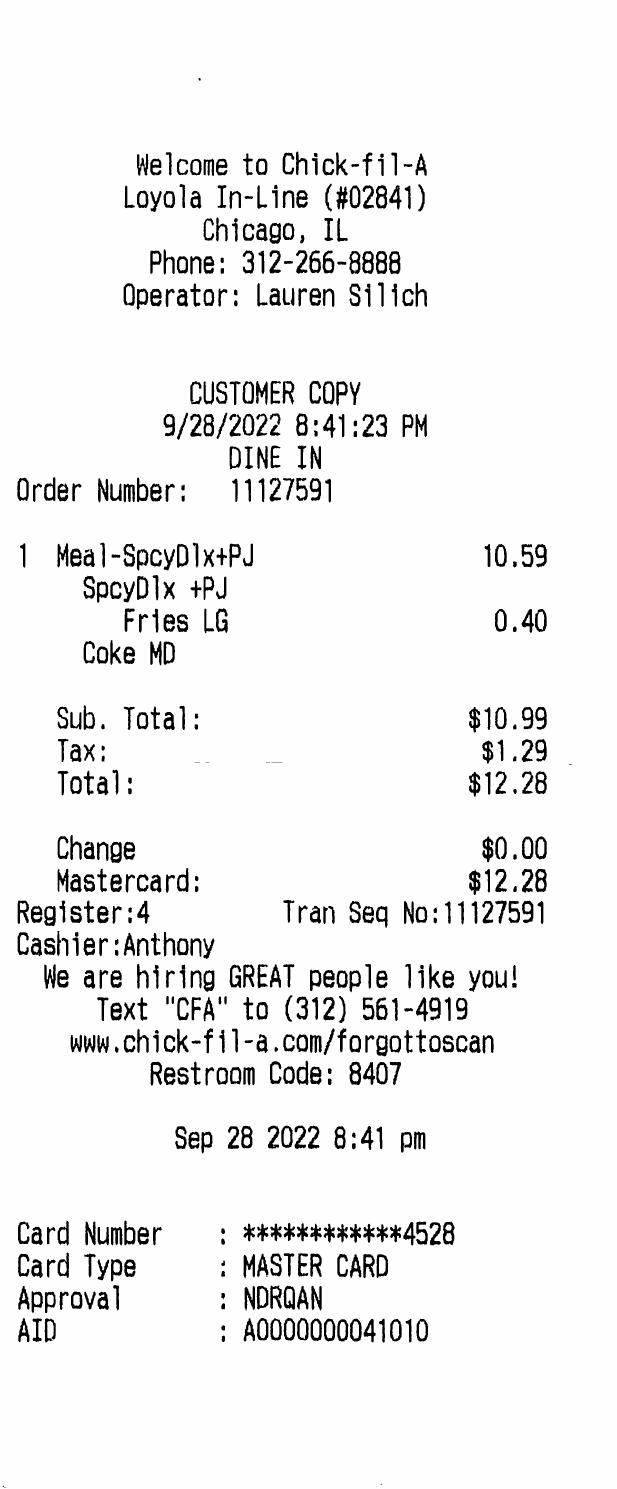 Welcome to Chick-fil-A
Loyola In-Line (#02841)
Chicago, IL
Phone: 312-266-8888
Operator: Lauren Silich
CUSTOMER COPY
9/28/2022 8:41:23 PM
DINE IN
Order Number: 11127591
1 Meal-SpcyDlx+PJ 10.59
SpcyDlx +PJ
Fries LG 0.40
Coke MD
Sub. Total: $10.99
Tax: $1.29
Total: $12.28
Change $0.00
Mastercard: $12.28
Register:4 Tran Seq No:11127591
Cashier:Anthony
We are hiring GREAT people like you!
Text "CFA" to (312) 561-4919
www.chick-fil-a.com/forgottoscan
Restroom Code: 8407
Sep 28 2022 8:41 pm
Card Number : ************4528
Card Type : MASTER CARD
Approval : NDRQAN
AID : A0000000041010